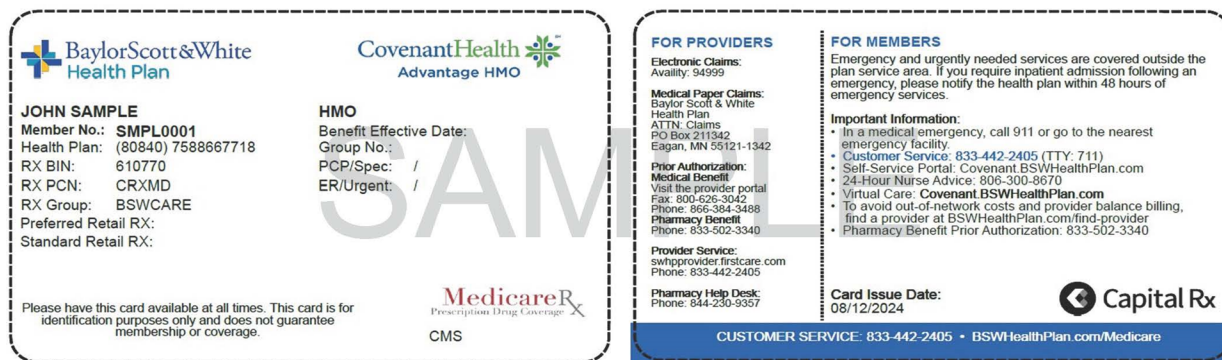 BaylorScott&White
Health Plan
CovenantHealth
Advantage HMO
JOHN SAMPLE
Member No.: SMPL0001
Health Plan: (80840) 7588667718
RX BIN: 610770
RX PCN: CRXMD
RX Group: BSWCARE
Preferred Retail RX:
Standard Retail RX:
HMO
Benefit Effective Date:
Group No.:
PCP/Spec: /
ER/Urgent: /
Please have this card available at all times. This card is for
identification purposes only and does not guarantee
membership or coverage.
MedicareRx
Prescription Drug Coverage
CMS
SAMPLE
FOR PROVIDERS
Electronic Claims:
Availity: 94999
Medical Paper Claims:
Baylor Scott & White
Health Plan
ATTN: Claims
PO Box 211342
Eagan, MN 55121-1342
Prior Authorization:
Medical Benefit
Visit the provider portal
Fax: 800-626-3042
Phone: 866-384-3488
Pharmacy Benefit
Phone: 833-502-3340
Provider Service:
swhpprovider.firstcare.com
Phone: 833-442-2405
Pharmacy Help Desk:
Phone: 844-230-9357
FOR MEMBERS
Emergency and urgently needed services are covered outside the
plan service area. If you require inpatient admission following an
emergency, please notify the health plan within 48 hours of
emergency services.
Important Information:
• In a medical emergency, call 911 or go to the nearest
emergency facility.
• Customer Service: 833-442-2405 (TTY: 711)
• Self-Service Portal: Covenant.BSWHealthPlan.com
• 24-Hour Nurse Advice: 806-300-8670
• Virtual Care: Covenant.BSWHealthPlan.com
• To avoid out-of-network costs and provider balance billing,
find a provider at BSWHealthPlan.com/find-provider
• Pharmacy Benefit Prior Authorization: 833-502-3340
Card Issue Date:
08/12/2024
Capital Rx
CUSTOMER SERVICE: 833-442-2405 • BSWHealthPlan.com/Medicare